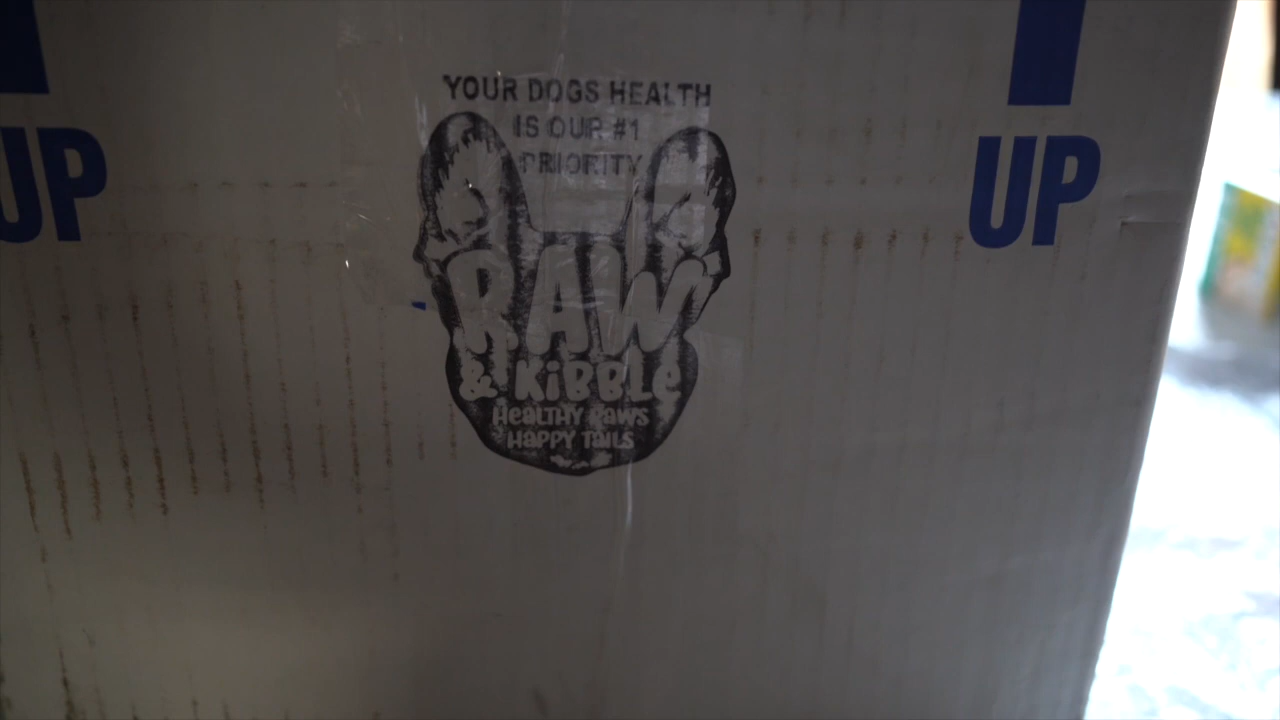 YOUR DOGS HEALTH
IS OUR #1
PRIORITY
RAW
& KiBBLe
HeALTHY PAWS
HAPPY TAILS
UP
UP